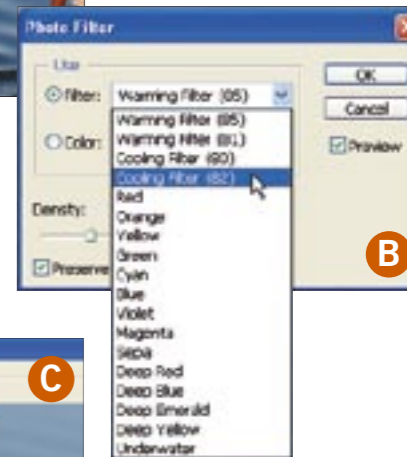 Photo Filter
Use
Filter: Warming Filter (85)
OK
Cancel
Preview
Color:
Warming Filter (85)
Warming Filter (81)
Cooling Filter (80)
Cooling Filter (82)
Red
Orange
Yellow
Green
Cyan
Blue
Violet
Magenta
Sepia
Deep Red
Deep Blue
Deep Emerald
Deep Yellow
Underwater
Density:
Preserve
B
C